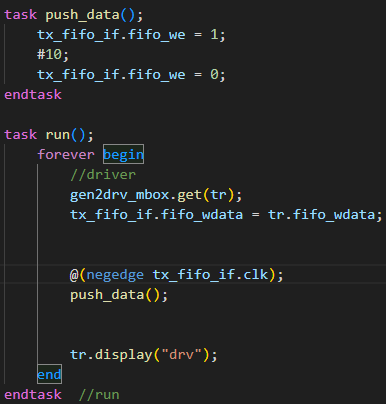 task push_data();
    tx_fifo_if.fifo_we = 1;
    #10;
    tx_fifo_if.fifo_we = 0;
endtask
task run();
    forever begin
        //driver
        gen2drv_mbox.get(tr);
        tx_fifo_if.fifo_wdata = tr.fifo_wdata;
        @(negedge tx_fifo_if.clk);
        push_data();
        tr.display("drv");
    end
endtask  //run